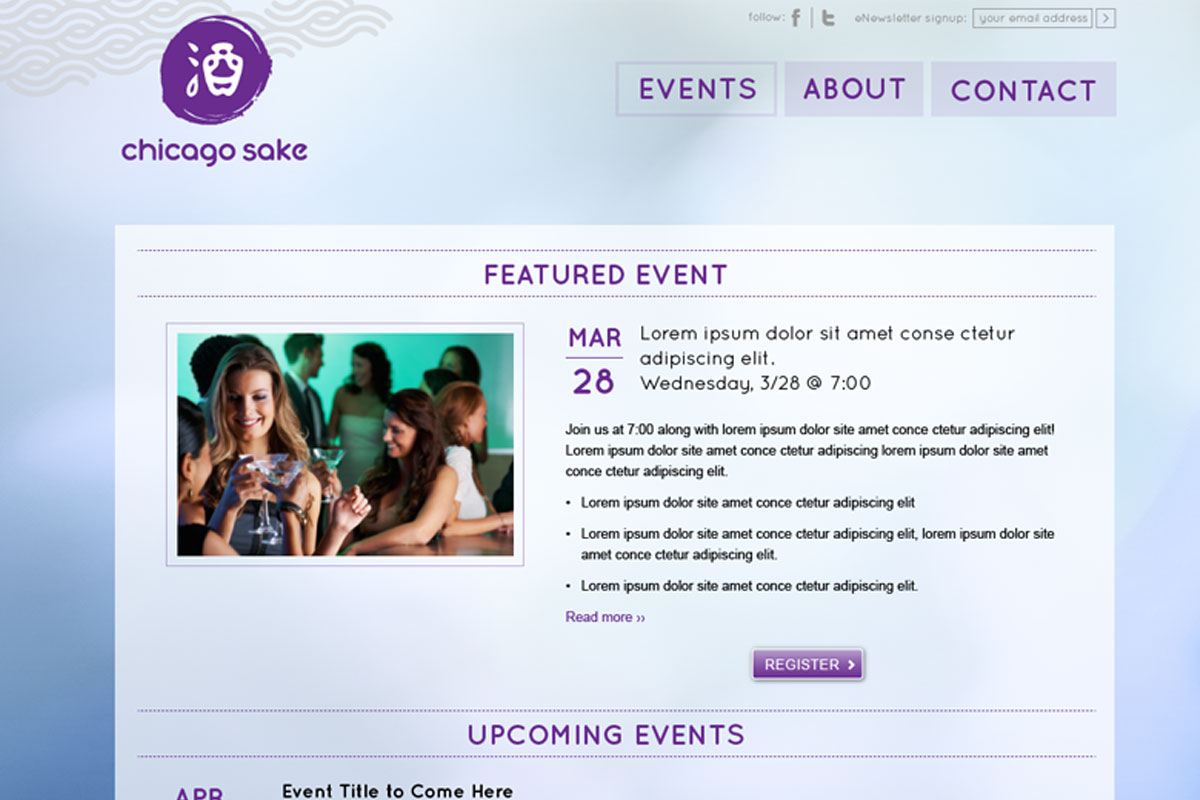 follow:
eNewsletter signup: your email address
酒
chicago sake
EVENTS ABOUT CONTACT
FEATURED EVENT
MAR
28
Lorem ipsum dolor sit amet conse ctetur
adipiscing elit.
Wednesday, 3/28 @ 7:00
Join us at 7:00 along with lorem ipsum dolor site amet conce ctetur adipiscing elit!
Lorem ipsum dolor site amet conce ctetur adipiscing lorem ipsum dolor site amet
conce ctetur adipiscing elit.
• Lorem ipsum dolor site amet conce ctetur adipiscing elit
• Lorem ipsum dolor site amet conce ctetur adipiscing elit, lorem ipsum dolor site
amet conce ctetur adipiscing elit.
• Lorem ipsum dolor site amet conce ctetur adipiscing elit.
Read more ››
REGISTER
UPCOMING EVENTS
APR
Event Title to Come Here